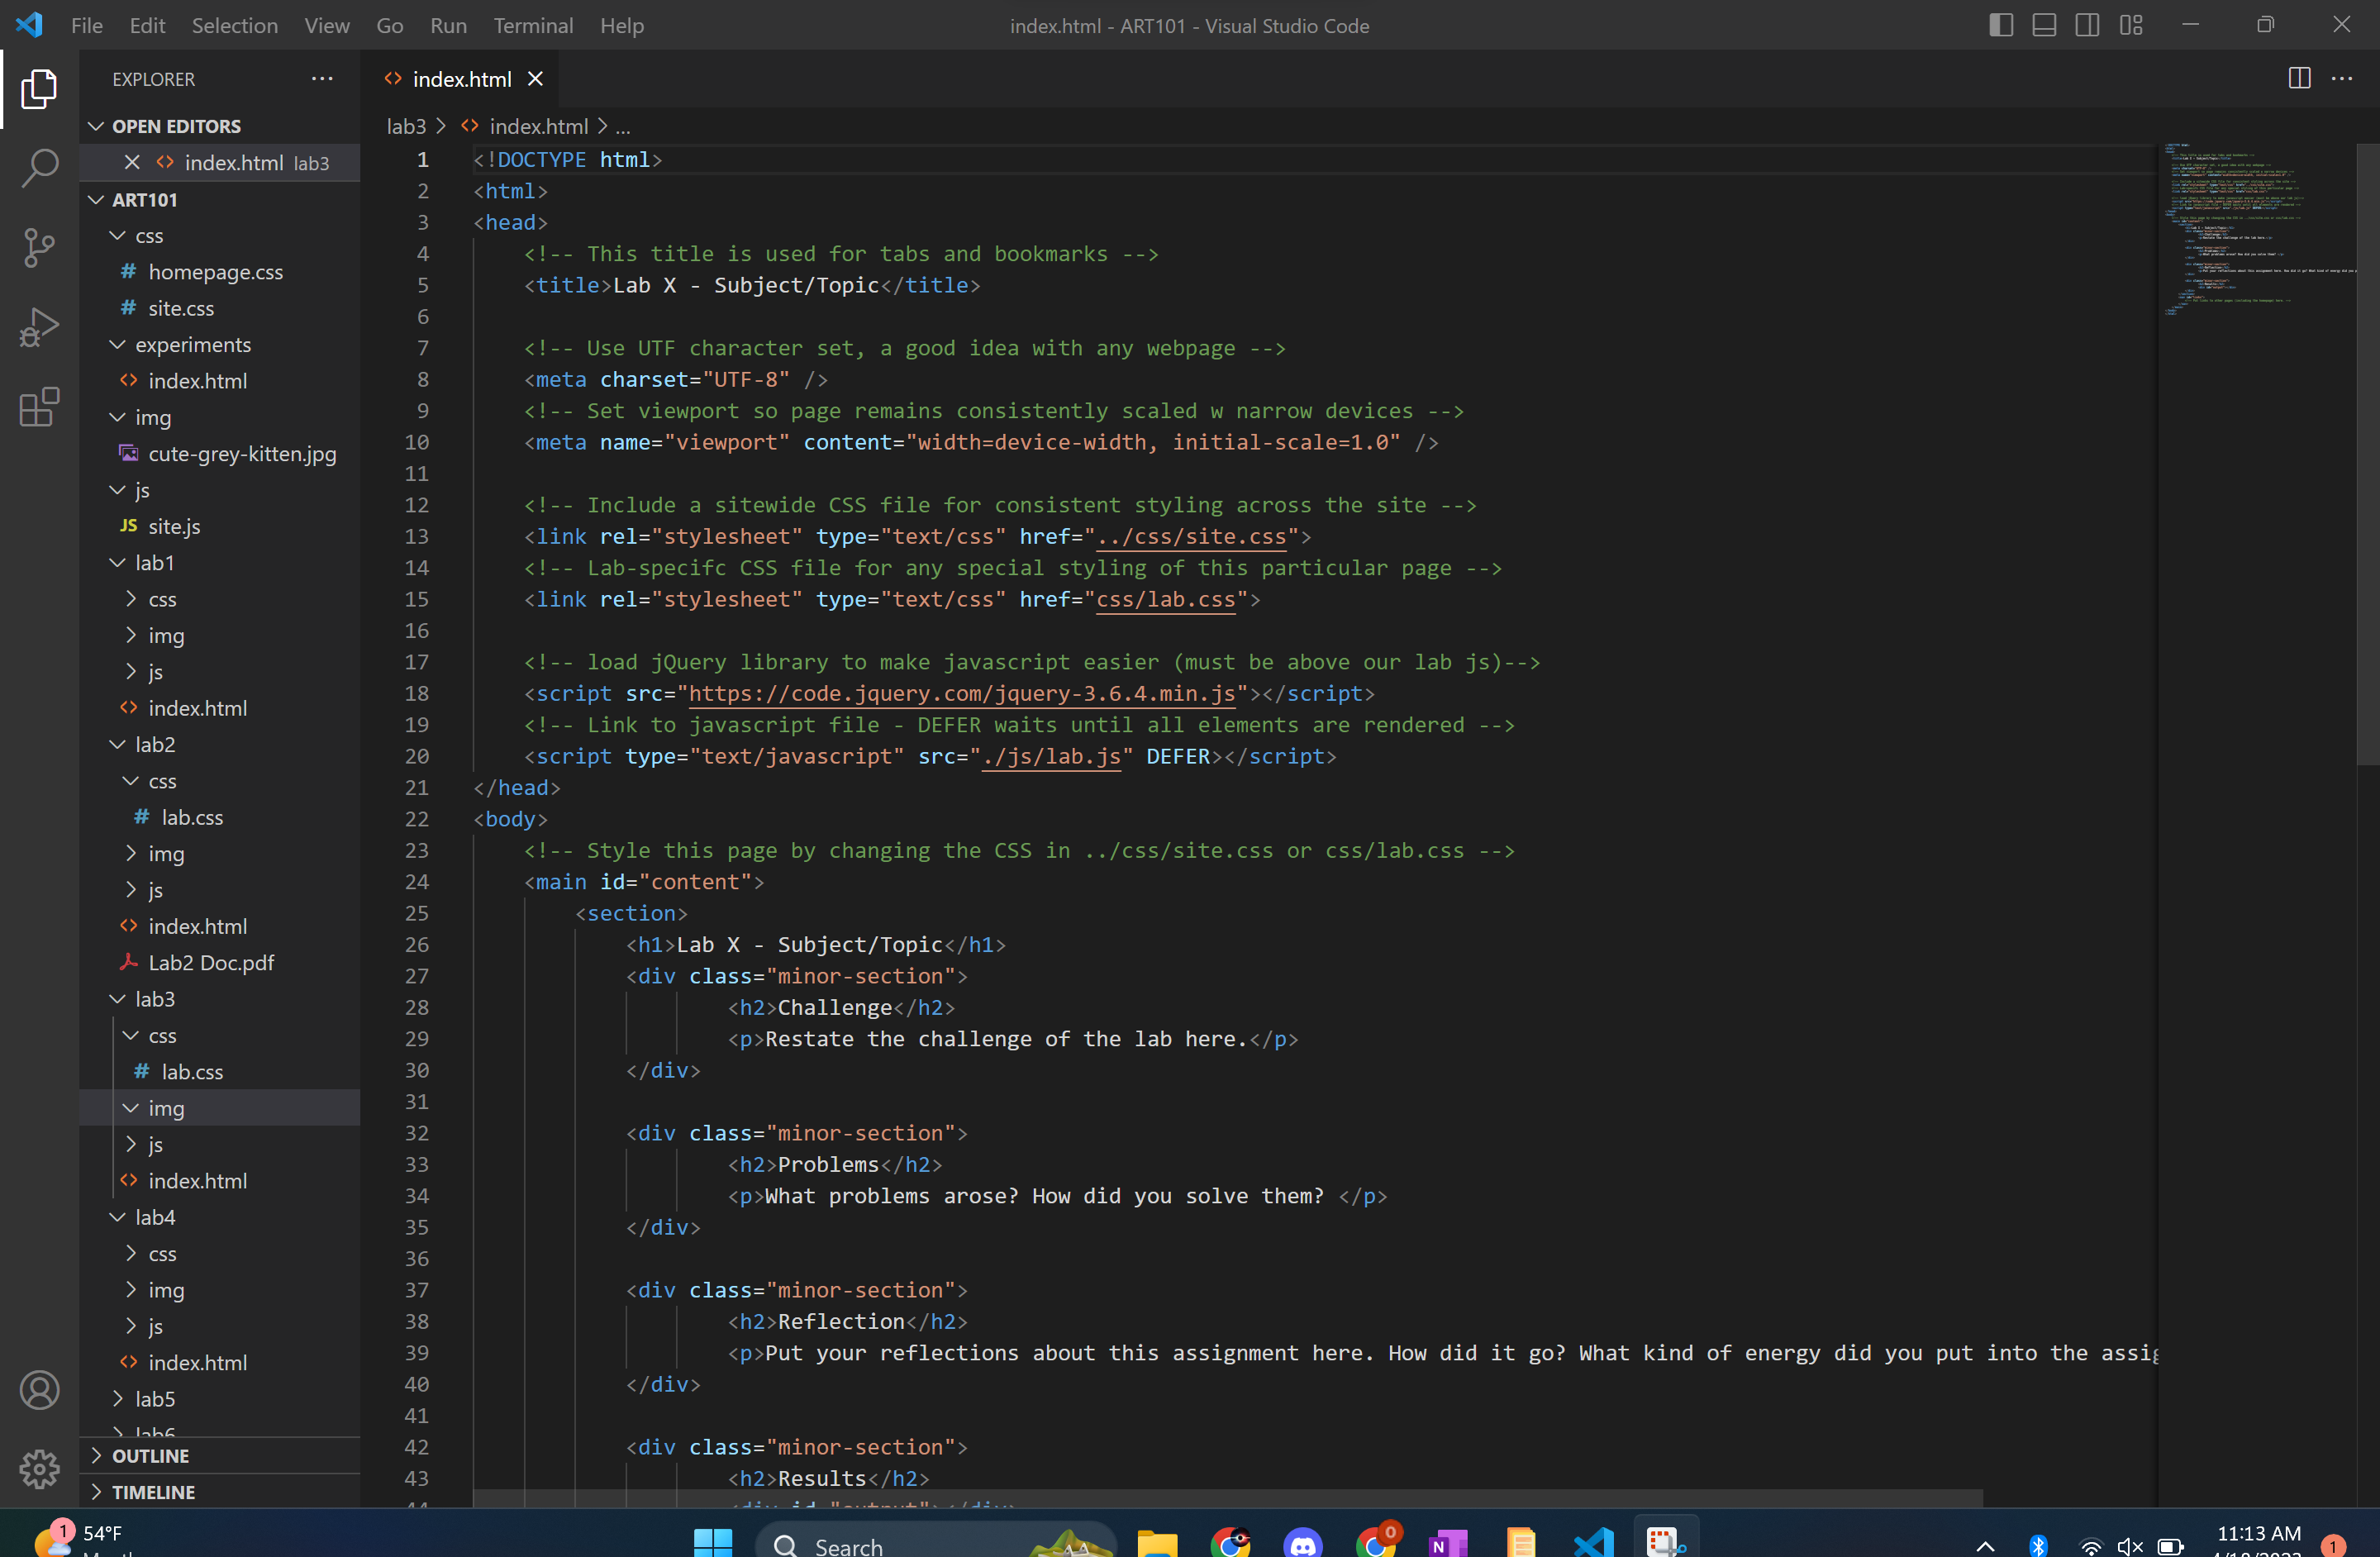 File Edit Selection View Go Run Terminal Help
index.html - ART101 - Visual Studio Code
EXPLORER
OPEN EDITORS
index.html lab3
ART101
css
homepage.css
site.css
experiments
index.html
img
cute-grey-kitten.jpg
js
JS site.js
lab1
css
img
js
index.html
lab2
css
lab.css
img
js
index.html
Lab2 Doc.pdf
lab3
css
lab.css
img
js
index.html
lab4
css
img
js
index.html
lab5
lab6
OUTLINE
TIMELINE
index.html
lab3 > index.html > ...
1 <!DOCTYPE html>
2 <html>
3 <head>
4 <!-- This title is used for tabs and bookmarks -->
5 <title>Lab X - Subject/Topic</title>
6
7 <!-- Use UTF character set, a good idea with any webpage -->
8 <meta charset="UTF-8" />
9 <!-- Set viewport so page remains consistently scaled w narrow devices -->
10 <meta name="viewport" content="width=device-width, initial-scale=1.0" />
11
12 <!-- Include a sitewide CSS file for consistent styling across the site -->
13 <link rel="stylesheet" type="text/css" href="../css/site.css">
14 <!-- Lab-specifc CSS file for any special styling of this particular page -->
15 <link rel="stylesheet" type="text/css" href="css/lab.css">
16
17 <!-- load jQuery library to make javascript easier (must be above our lab js)-->
18 <script src="https://code.jquery.com/jquery-3.6.4.min.js"></script>
19 <!-- Link to javascript file - DEFER waits until all elements are rendered -->
20 <script type="text/javascript" src="./js/lab.js" DEFER></script>
21 </head>
22 <body>
23 <!-- Style this page by changing the CSS in ../css/site.css or css/lab.css -->
24 <main id="content">
25 <section>
26 <h1>Lab X - Subject/Topic</h1>
27 <div class="minor-section">
28 <h2>Challenge</h2>
29 <p>Restate the challenge of the lab here.</p>
30 </div>
31
32 <div class="minor-section">
33 <h2>Problems</h2>
34 <p>What problems arose? How did you solve them? </p>
35 </div>
36
37 <div class="minor-section">
38 <h2>Reflection</h2>
39 <p>Put your reflections about this assignment here. How did it go? What kind of energy did you put into the assig
40 </div>
41
42 <div class="minor-section">
43 <h2>Results</h2>
44 <div id="output"></div>
1 54°F
Search
0
N
11:13 AM
1